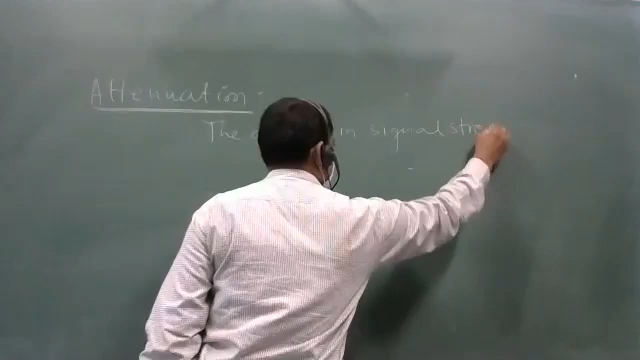 Attenuation :-
The in signal stre